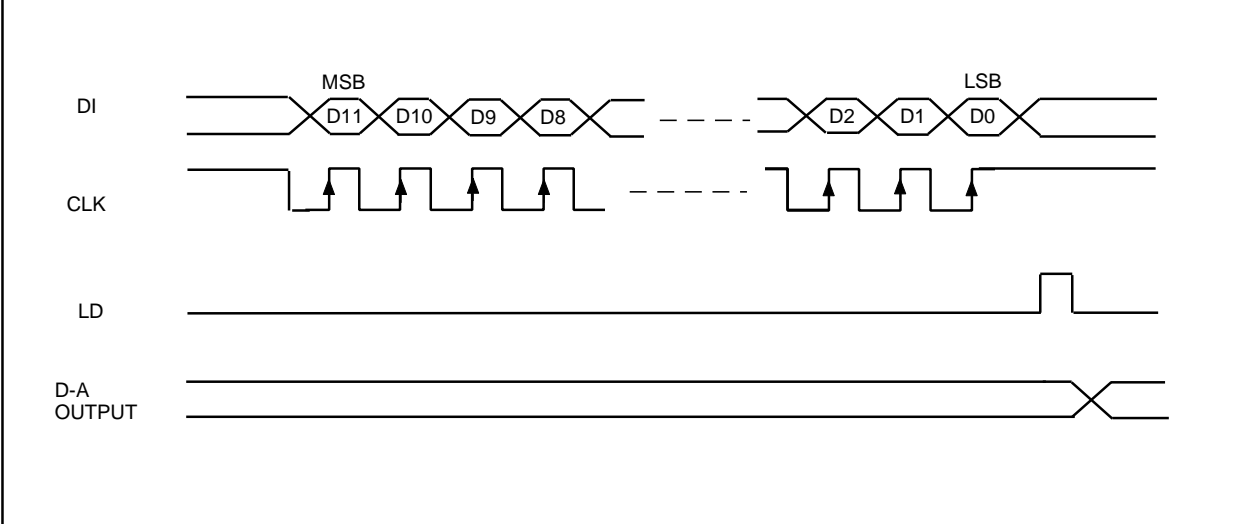 MSB
LSB
DI
D11 D10 D9 D8 D2 D1 D0
CLK
LD
D-A
OUTPUT